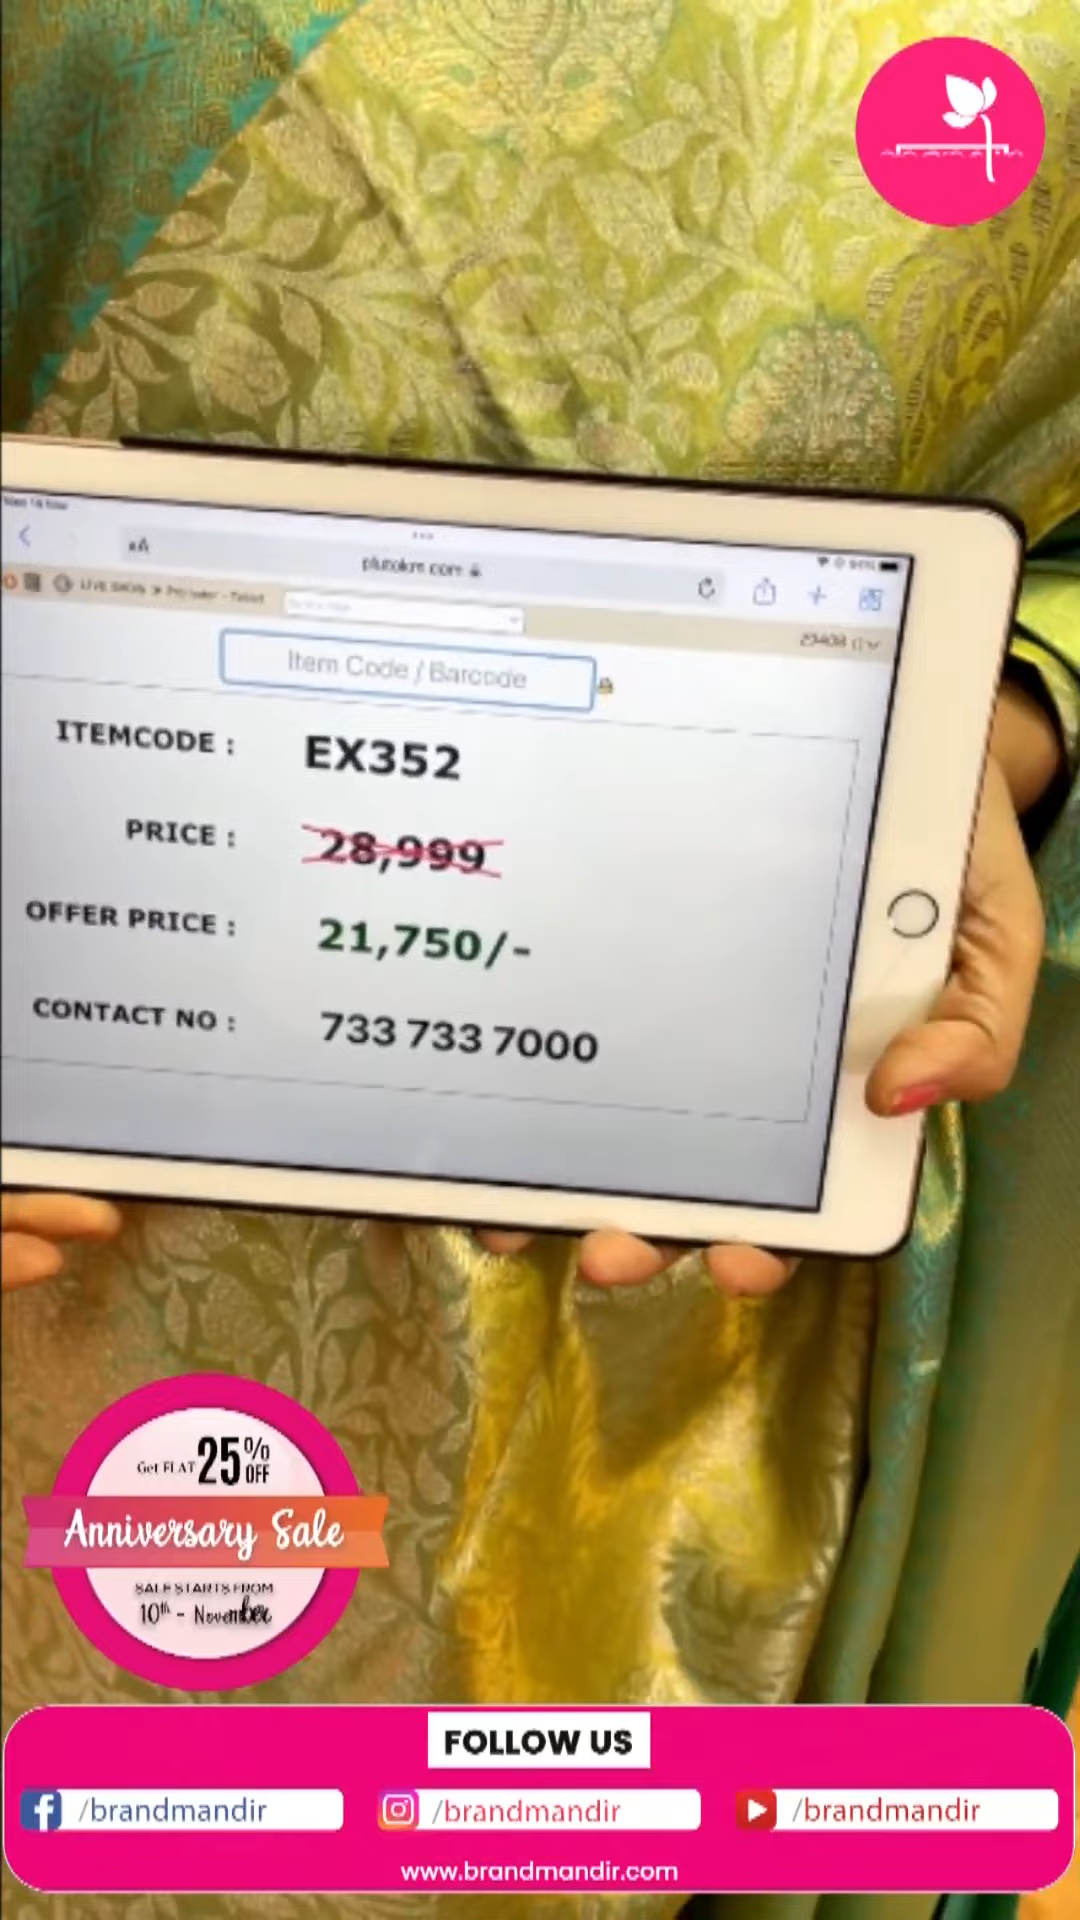 Item Code / Barcode
ITEMCODE : EX352
PRICE : 28,999
OFFER PRICE : 21,750/-
CONTACT NO : 733 733 7000
Get FLAT 25% OFF
Anniversary Sale
SALE STARTS FROM
10th - November
FOLLOW US
/brandmandir /brandmandir /brandmandir
www.brandmandir.com